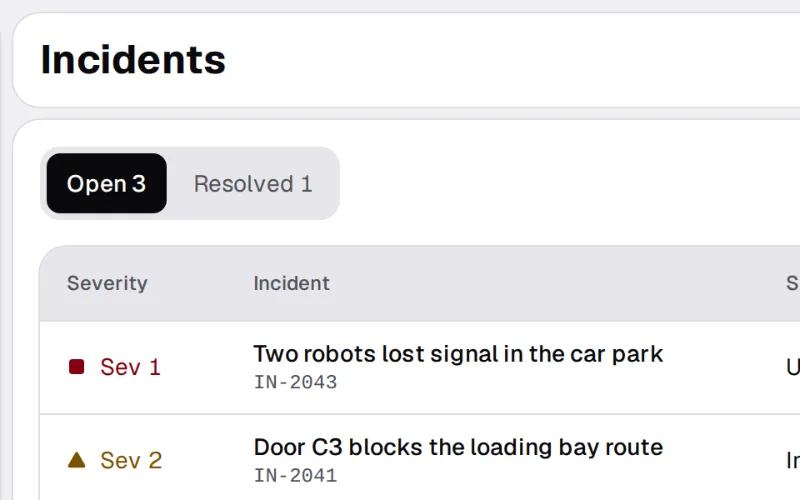 Incidents
Open 3
Resolved 1
Severity
Incident
Sev 1
Two robots lost signal in the car park
IN-2043
Sev 2
Door C3 blocks the loading bay route
IN-2041